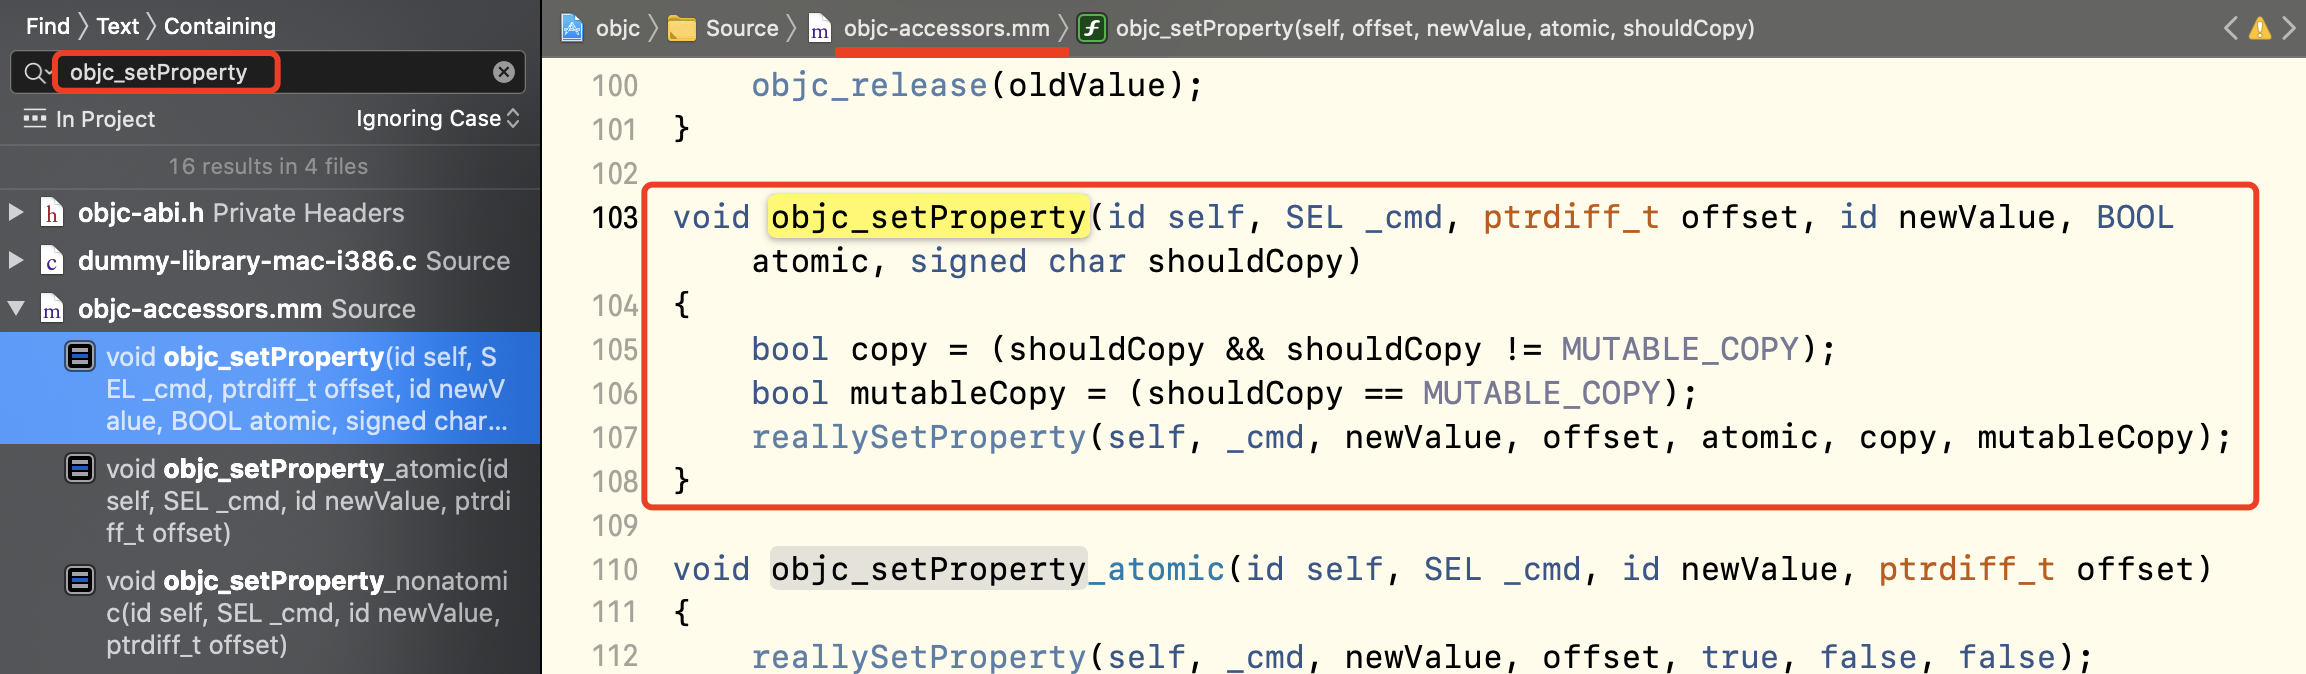 Find 〉 Text 〉 Containing
objc_setProperty
In Project
Ignoring Case
16 results in 4 files
objc-abi.h Private Headers
dummy-library-mac-i386.c Source
objc-accessors.mm Source
void objc_setProperty(id self, S
EL _cmd, ptrdiff_t offset, id newV
alue, BOOL atomic, signed char...
void objc_setProperty_atomic(id
self, SEL _cmd, id newValue, ptrdi
ff_t offset)
void objc_setProperty_nonatomi
c(id self, SEL _cmd, id newValue,
ptrdiff_t offset)
objc 〉 Source 〉 objc-accessors.mm 〉 objc_setProperty(self, offset, newValue, atomic, shouldCopy)
100 objc_release(oldValue);
101 }
102
103 void objc_setProperty(id self, SEL _cmd, ptrdiff_t offset, id newValue, BOOL
atomic, signed char shouldCopy)
104 {
105 bool copy = (shouldCopy && shouldCopy != MUTABLE_COPY);
106 bool mutableCopy = (shouldCopy == MUTABLE_COPY);
107 reallySetProperty(self, _cmd, newValue, offset, atomic, copy, mutableCopy);
108 }
109
110 void objc_setProperty_atomic(id self, SEL _cmd, id newValue, ptrdiff_t offset)
111 {
112 reallySetProperty(self, _cmd, newValue, offset, true, false, false);